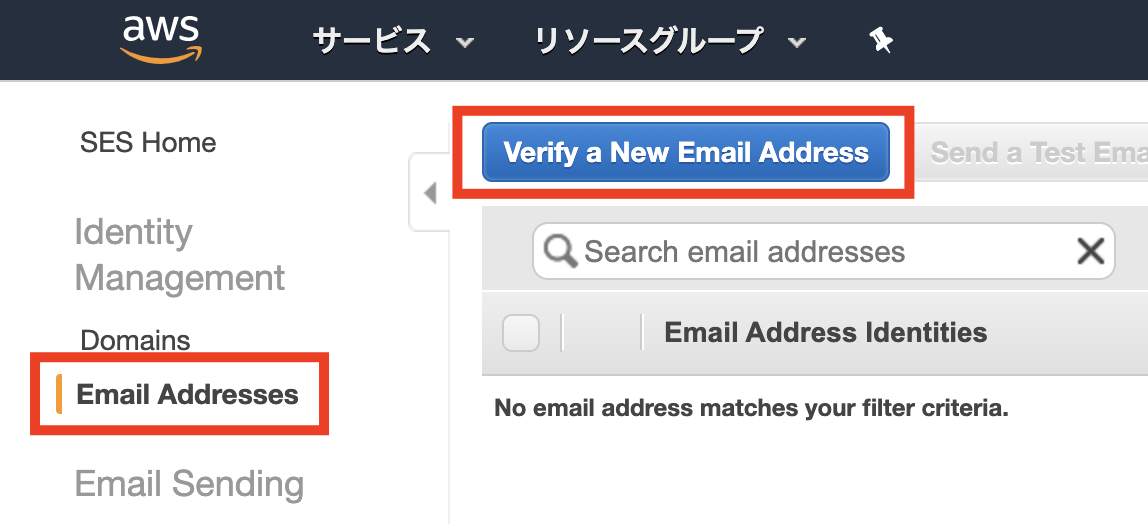 aws サービス リソースグループ
SES Home
Identity
Management
Domains
Email Addresses
Email Sending
Verify a New Email Address Send a Test Ema
Search email addresses
Email Address Identities
No email address matches your filter criteria.